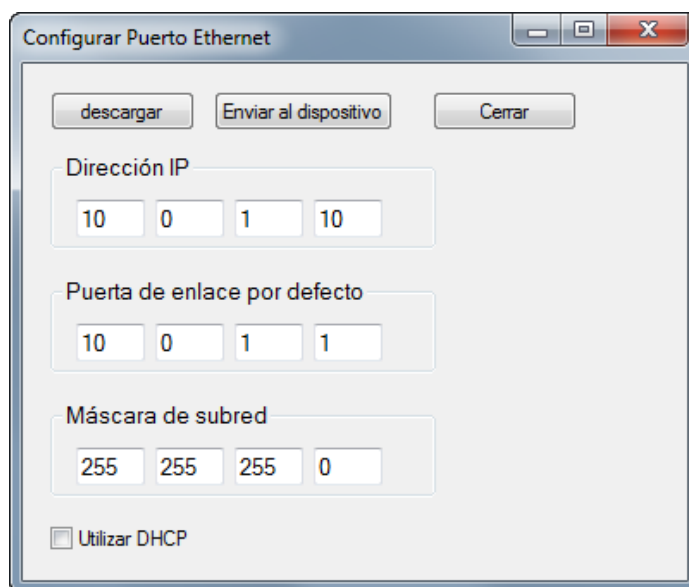 Configurar Puerto Ethernet
descargar Enviar al dispositivo Cerrar
Dirección IP
10 0 1 10
Puerta de enlace por defecto
10 0 1 1
Máscara de subred
255 255 255 0
Utilizar DHCP